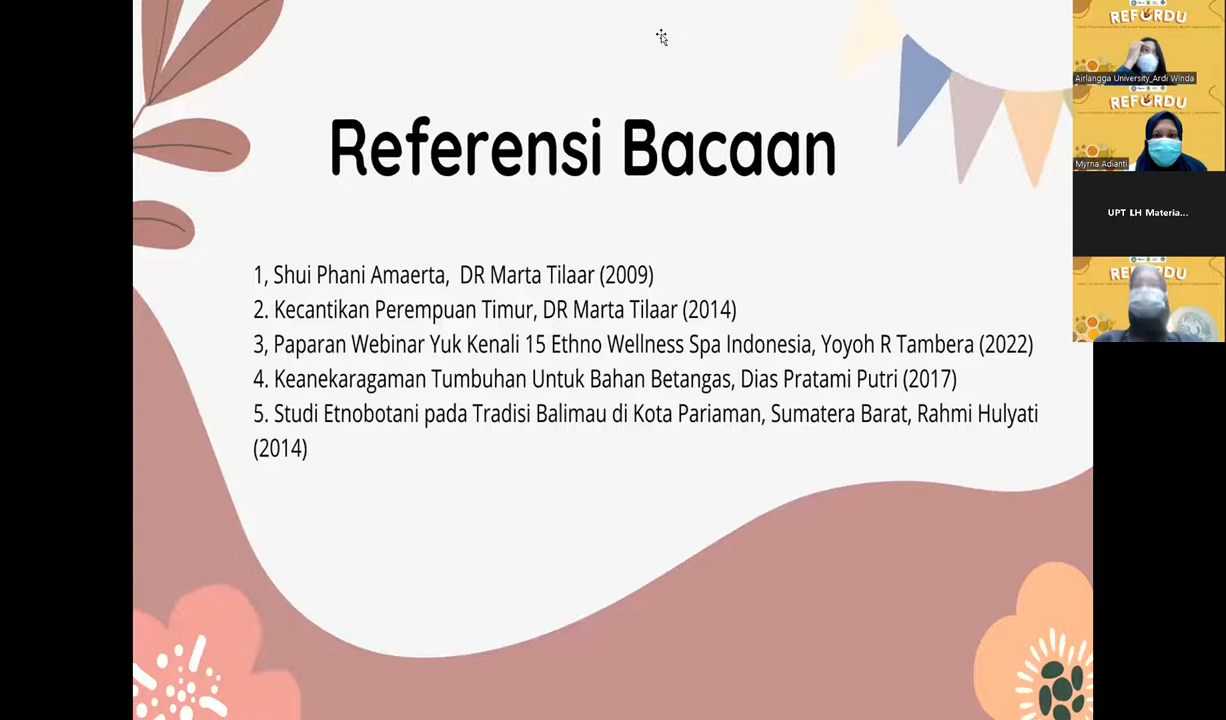 Referensi Bacaan
1, Shui Phani Amaerta, DR Marta Tilaar (2009)
2. Kecantikan Perempuan Timur, DR Marta Tilaar (2014)
3, Paparan Webinar Yuk Kenali 15 Ethno Wellness Spa Indonesia, Yoyoh R Tambera (2022)
4. Keanekaragaman Tumbuhan Untuk Bahan Betangas, Dias Pratami Putri (2017)
5. Studi Etnobotani pada Tradisi Balimau di Kota Pariaman, Sumatera Barat, Rahmi Hulyati
(2014)
REFORDU
Airlangga University_Ardi Winda
REFORDU
Myrna Adianti
UPT LH Materia...